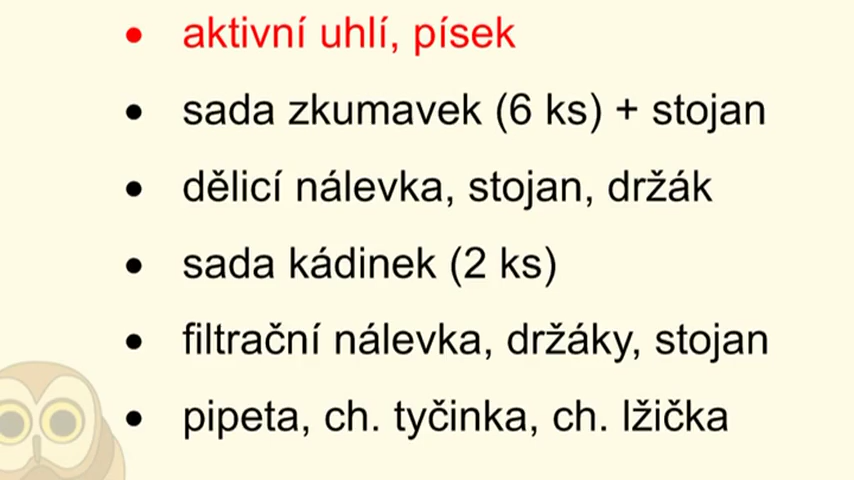 • aktivní uhlí, písek
• sada zkumavek (6 ks) + stojan
• dělicí nálevka, stojan, držák
• sada kádinek (2 ks)
• filtrační nálevka, držáky, stojan
• pipeta, ch. tyčinka, ch. lžička